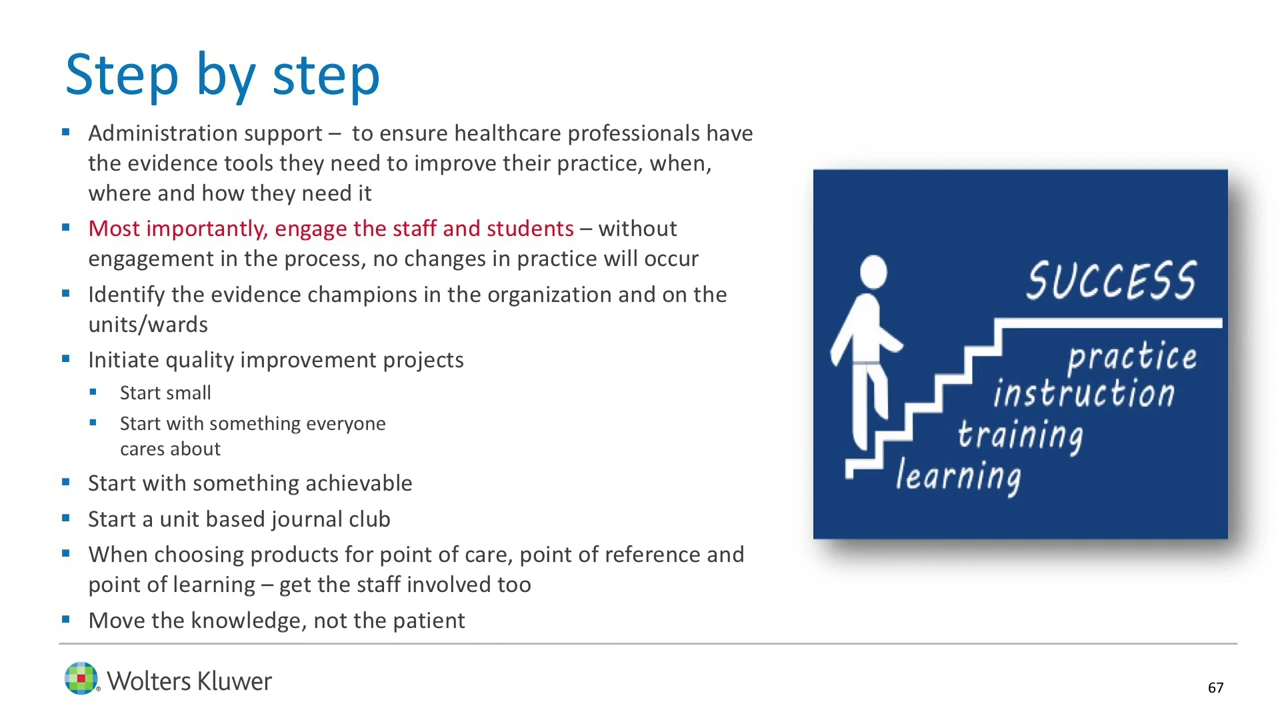 Step by step
▪ Administration support –  to ensure healthcare professionals have
the evidence tools they need to improve their practice, when,
where and how they need it
▪ Most importantly, engage the staff and students – without
engagement in the process, no changes in practice will occur
▪ Identify the evidence champions in the organization and on the
units/wards
▪ Initiate quality improvement projects
▪ Start small
▪ Start with something everyone
cares about
▪ Start with something achievable
▪ Start a unit based journal club
▪ When choosing products for point of care, point of reference and
point of learning – get the staff involved too
▪ Move the knowledge, not the patient
SUCCESS
practice
instruction
training
learning
Wolters Kluwer
67